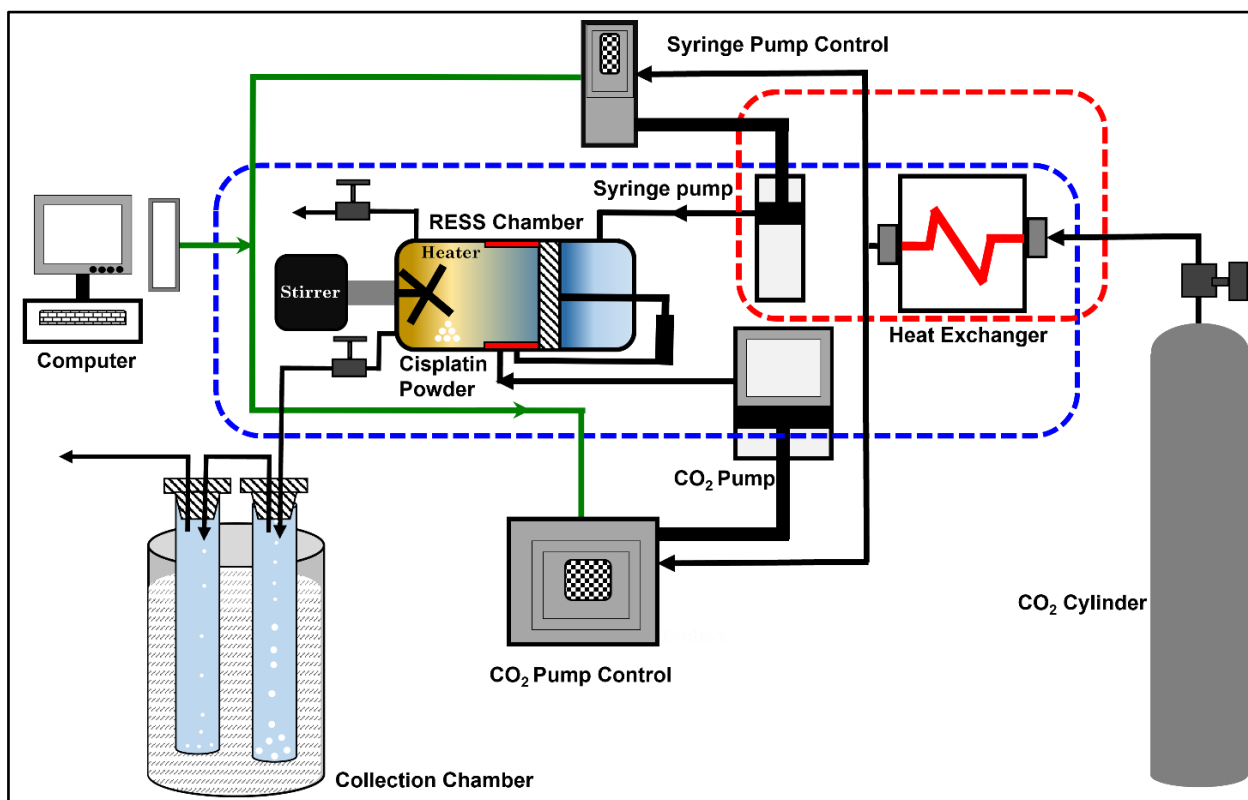 Syringe Pump Control
Syringe pump
RESS Chamber
Heater
Stirrer
Heat Exchanger
Computer
Cisplatin
Powder
CO₂ Pump
CO₂ Cylinder
CO₂ Pump Control
Collection Chamber